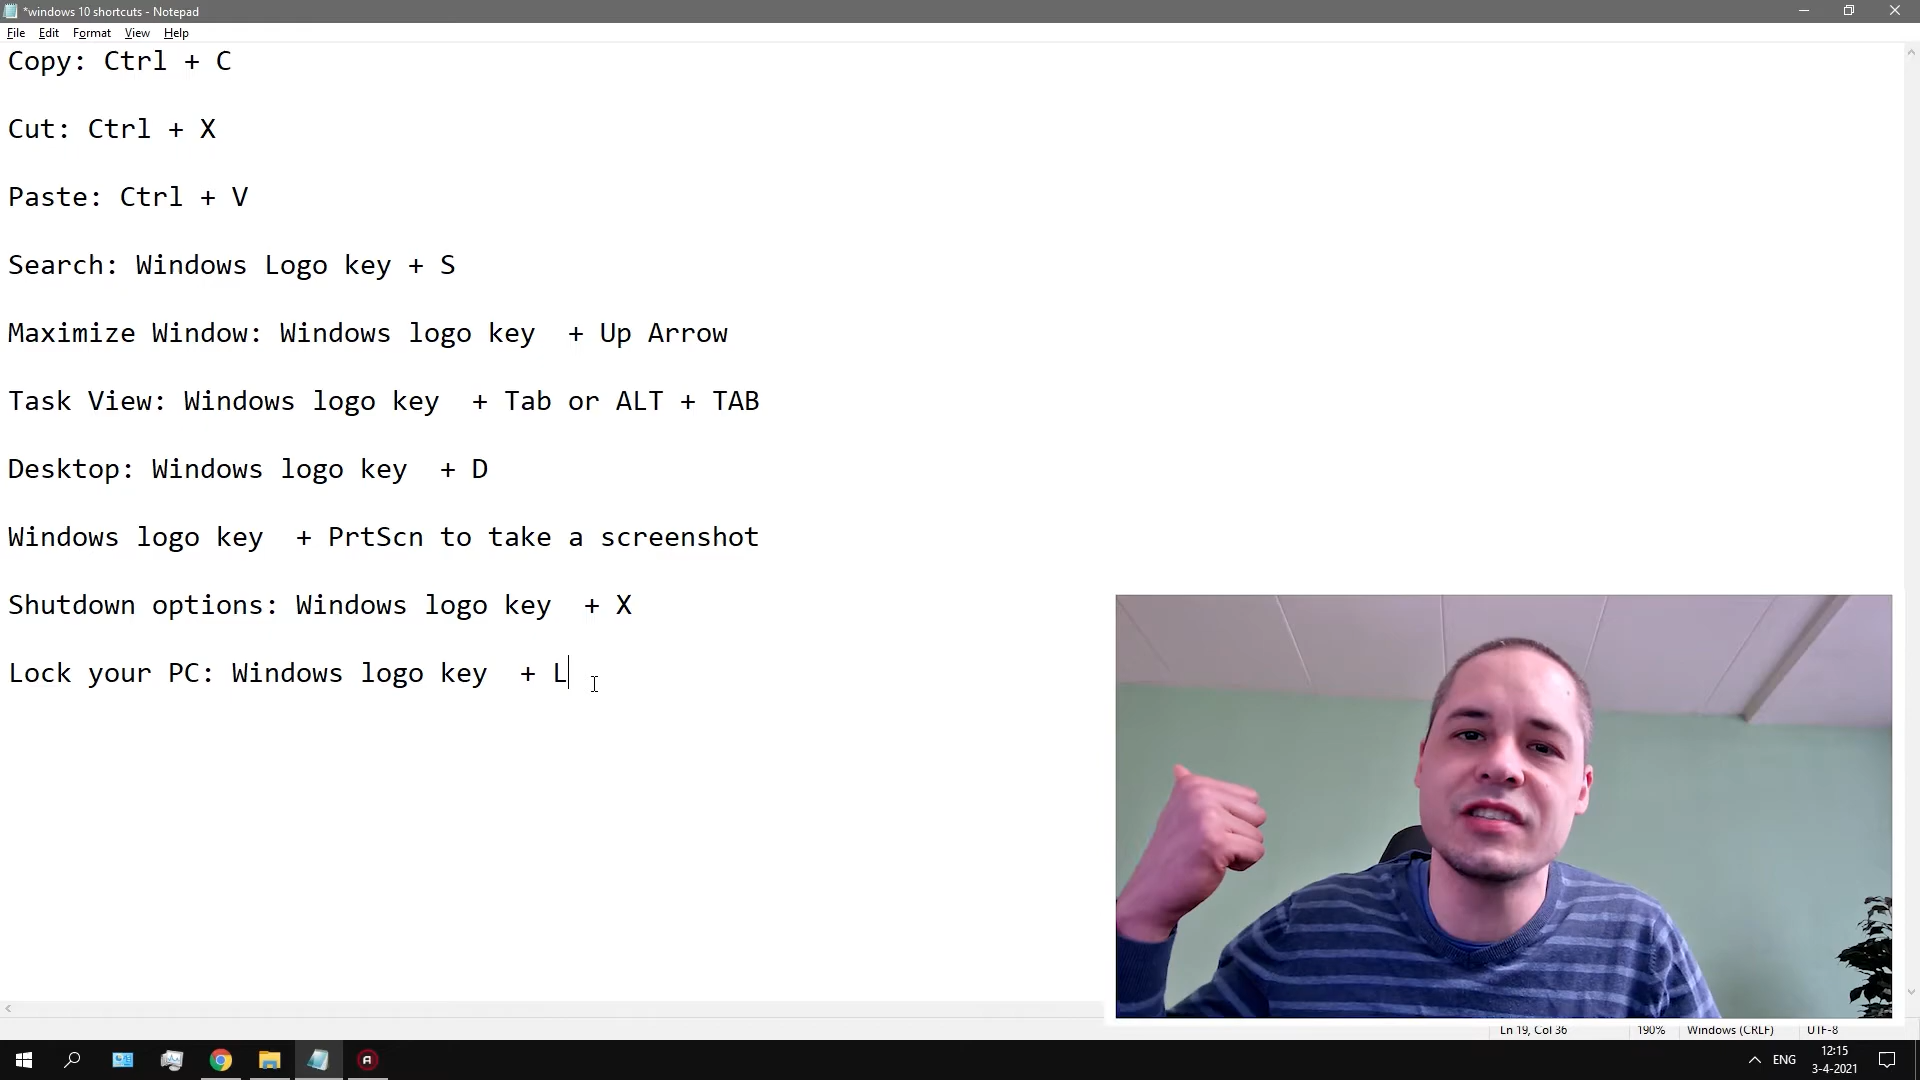 *windows 10 shortcuts - Notepad
File Edit Format View Help
Copy: Ctrl + C
Cut: Ctrl + X
Paste: Ctrl + V
Search: Windows Logo key + S
Maximize Window: Windows logo key  + Up Arrow
Task View: Windows logo key  + Tab or ALT + TAB
Desktop: Windows logo key  + D
Windows logo key  + PrtScn to take a screenshot
Shutdown options: Windows logo key  + X
Lock your PC: Windows logo key  + L
Ln 19, Col 36 190% Windows (CRLF) UTF-8
ENG
12:15
3-4-2021